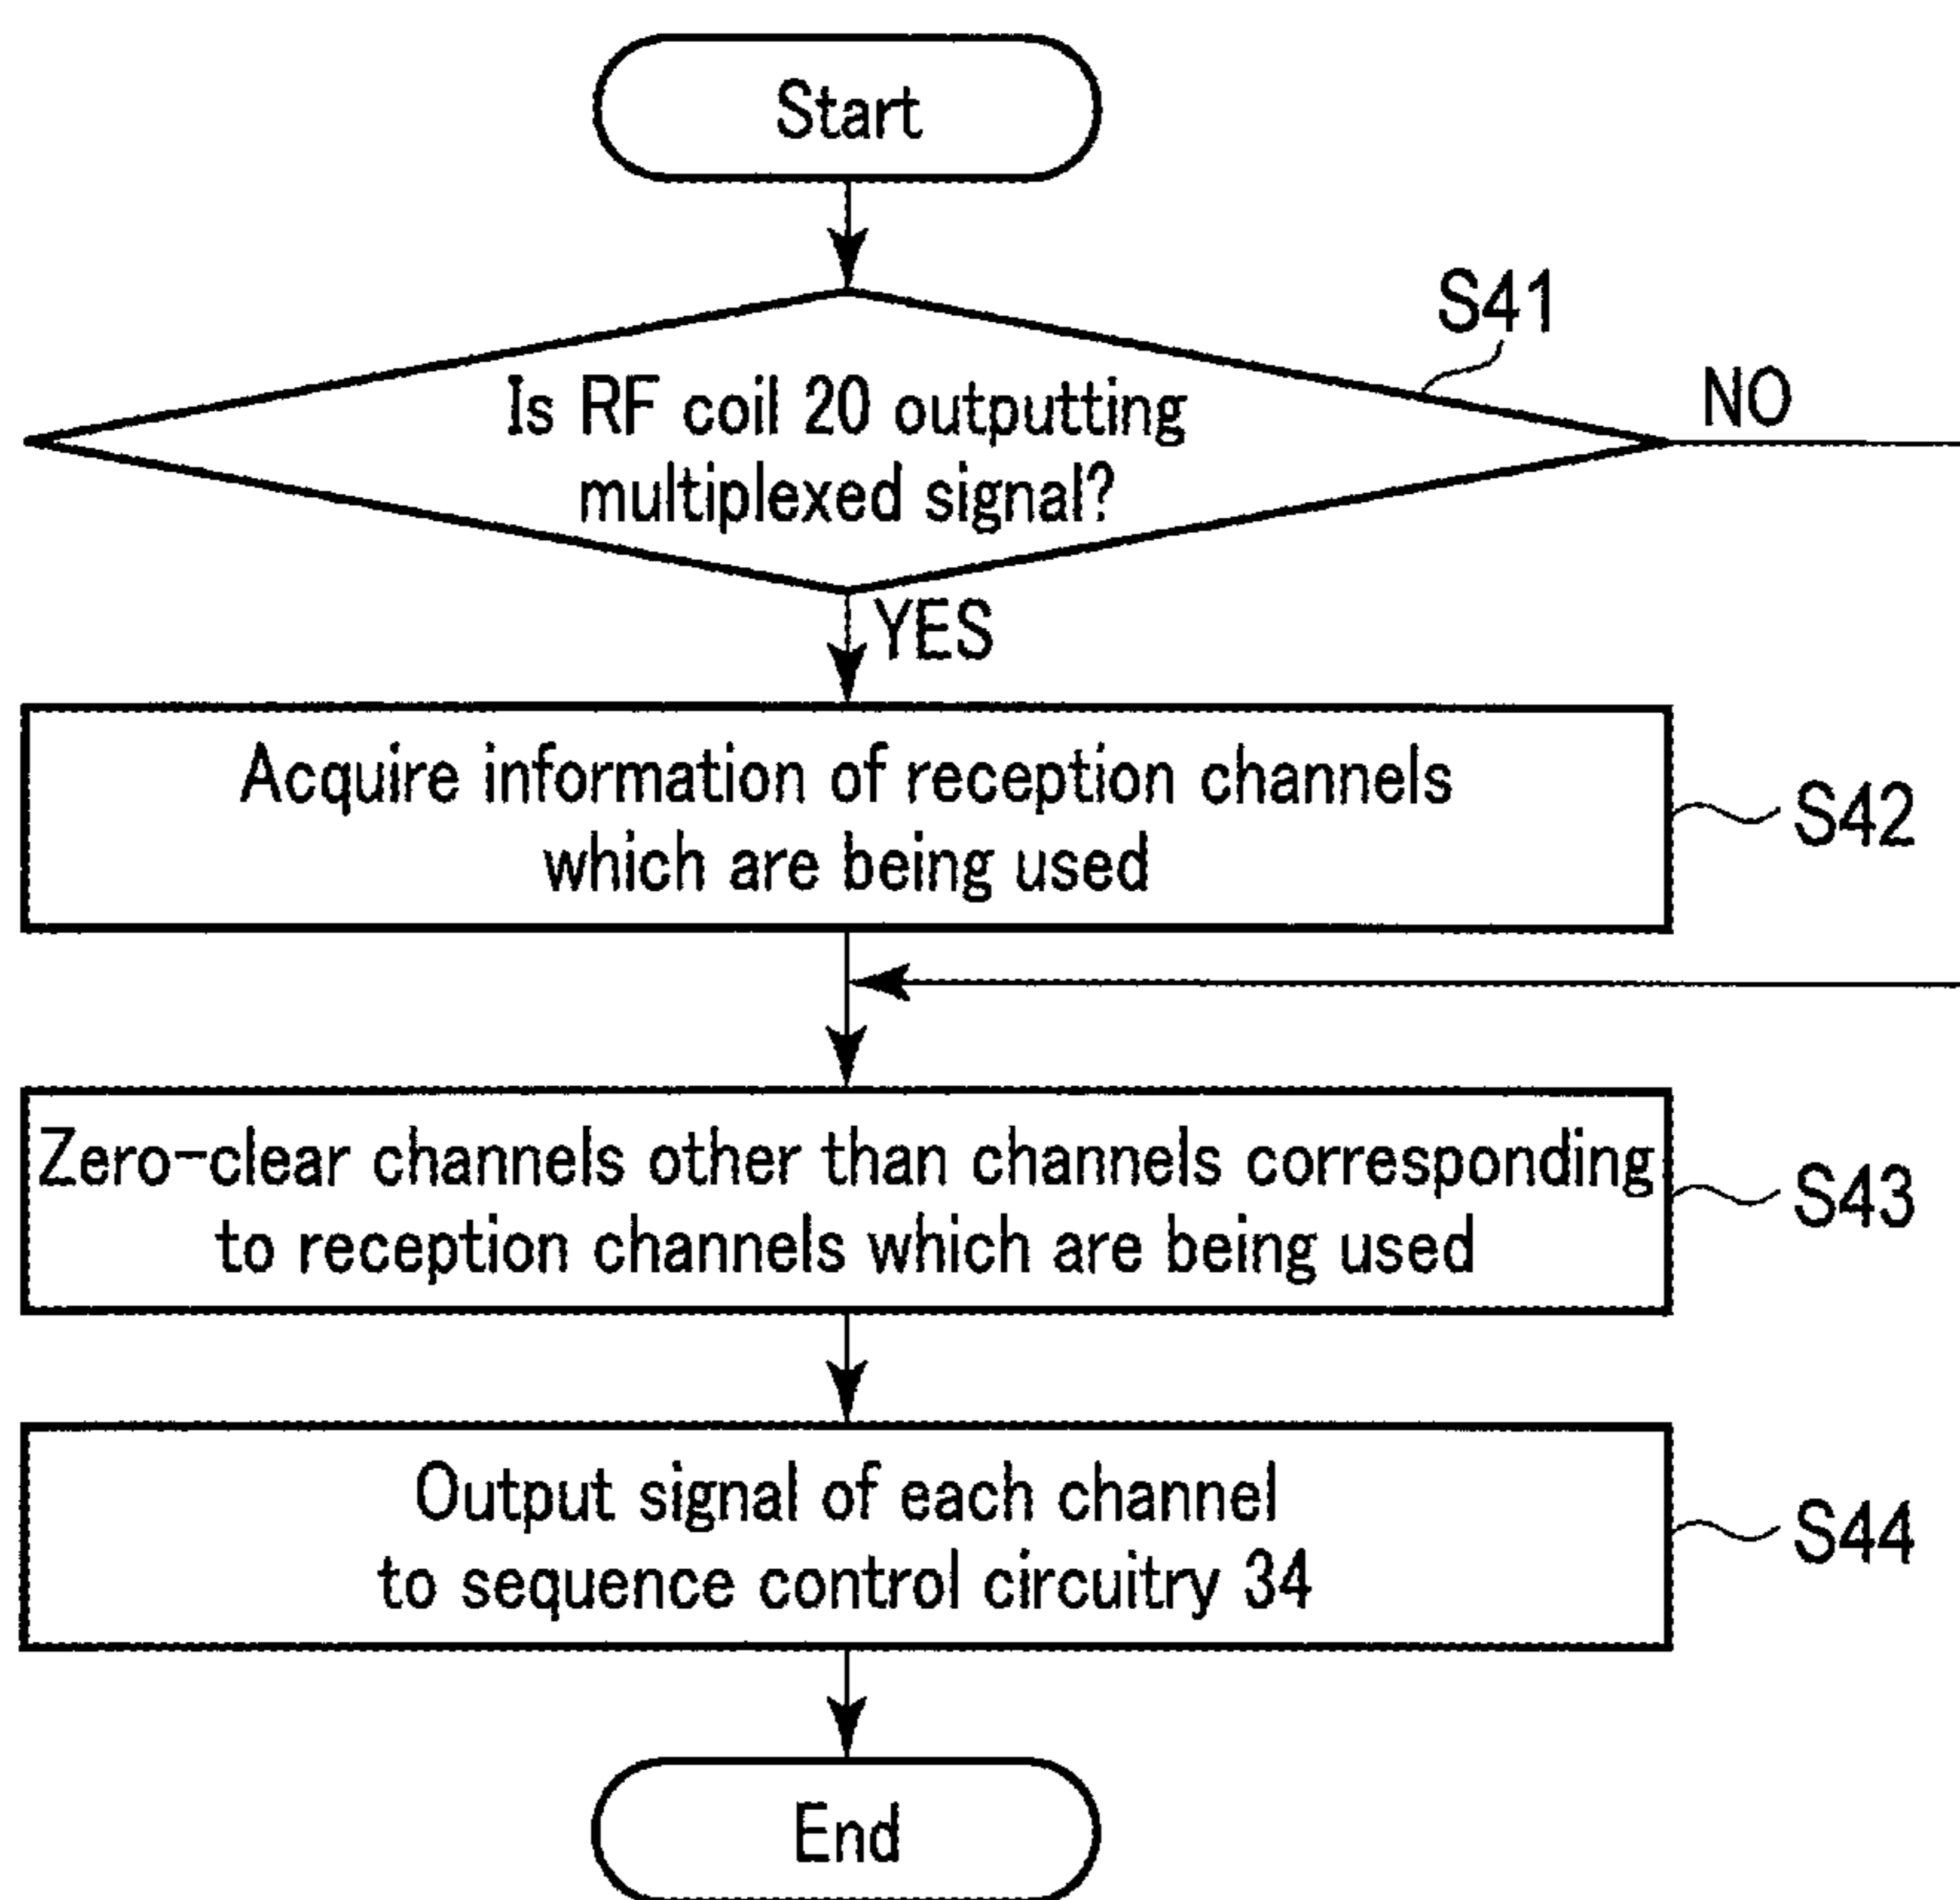 Start
S41
Is RF coil 20 outputting
multiplexed signal?
NO
YES
Acquire information of reception channels
which are being used
S42
Zero-clear channels other than channels corresponding
to reception channels which are being used
S43
Output signal of each channel
to sequence control circuitry 34
S44
End